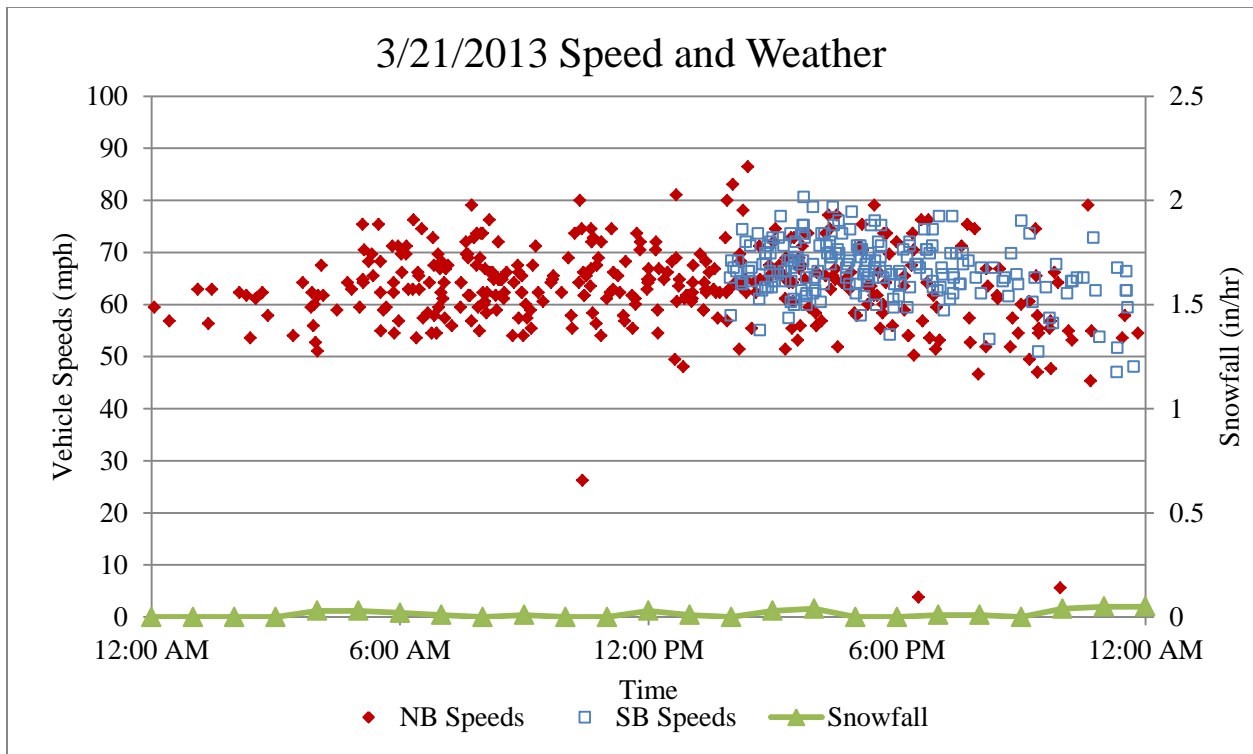 3/21/2013 Speed and Weather
100
90
80
70
60
50
40
30
20
10
0
Vehicle Speeds (mph)
2.5
2
1.5
1
0.5
0
Snowfall (in/hr)
12:00 AM 6:00 AM 12:00 PM 6:00 PM 12:00 AM
Time
NB Speeds SB Speeds Snowfall